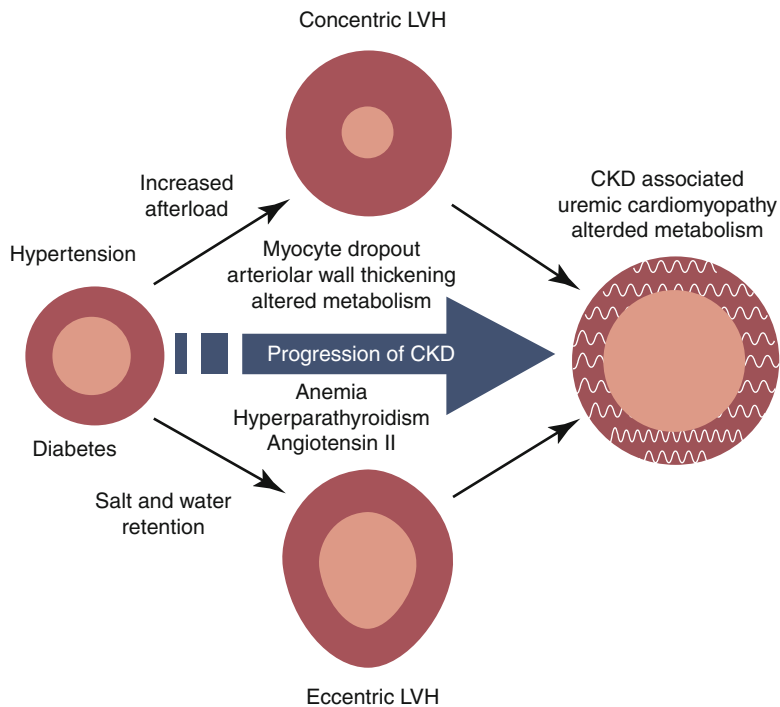 Concentric LVH
Increased
afterload
CKD associated
uremic cardiomyopathy
alterded metabolism
Hypertension
Myocyte dropout
arteriolar wall thickening
altered metabolism
Progression of CKD
Anemia
Hyperparathyroidism
Angiotensin II
Diabetes
Salt and water
retention
Eccentric LVH